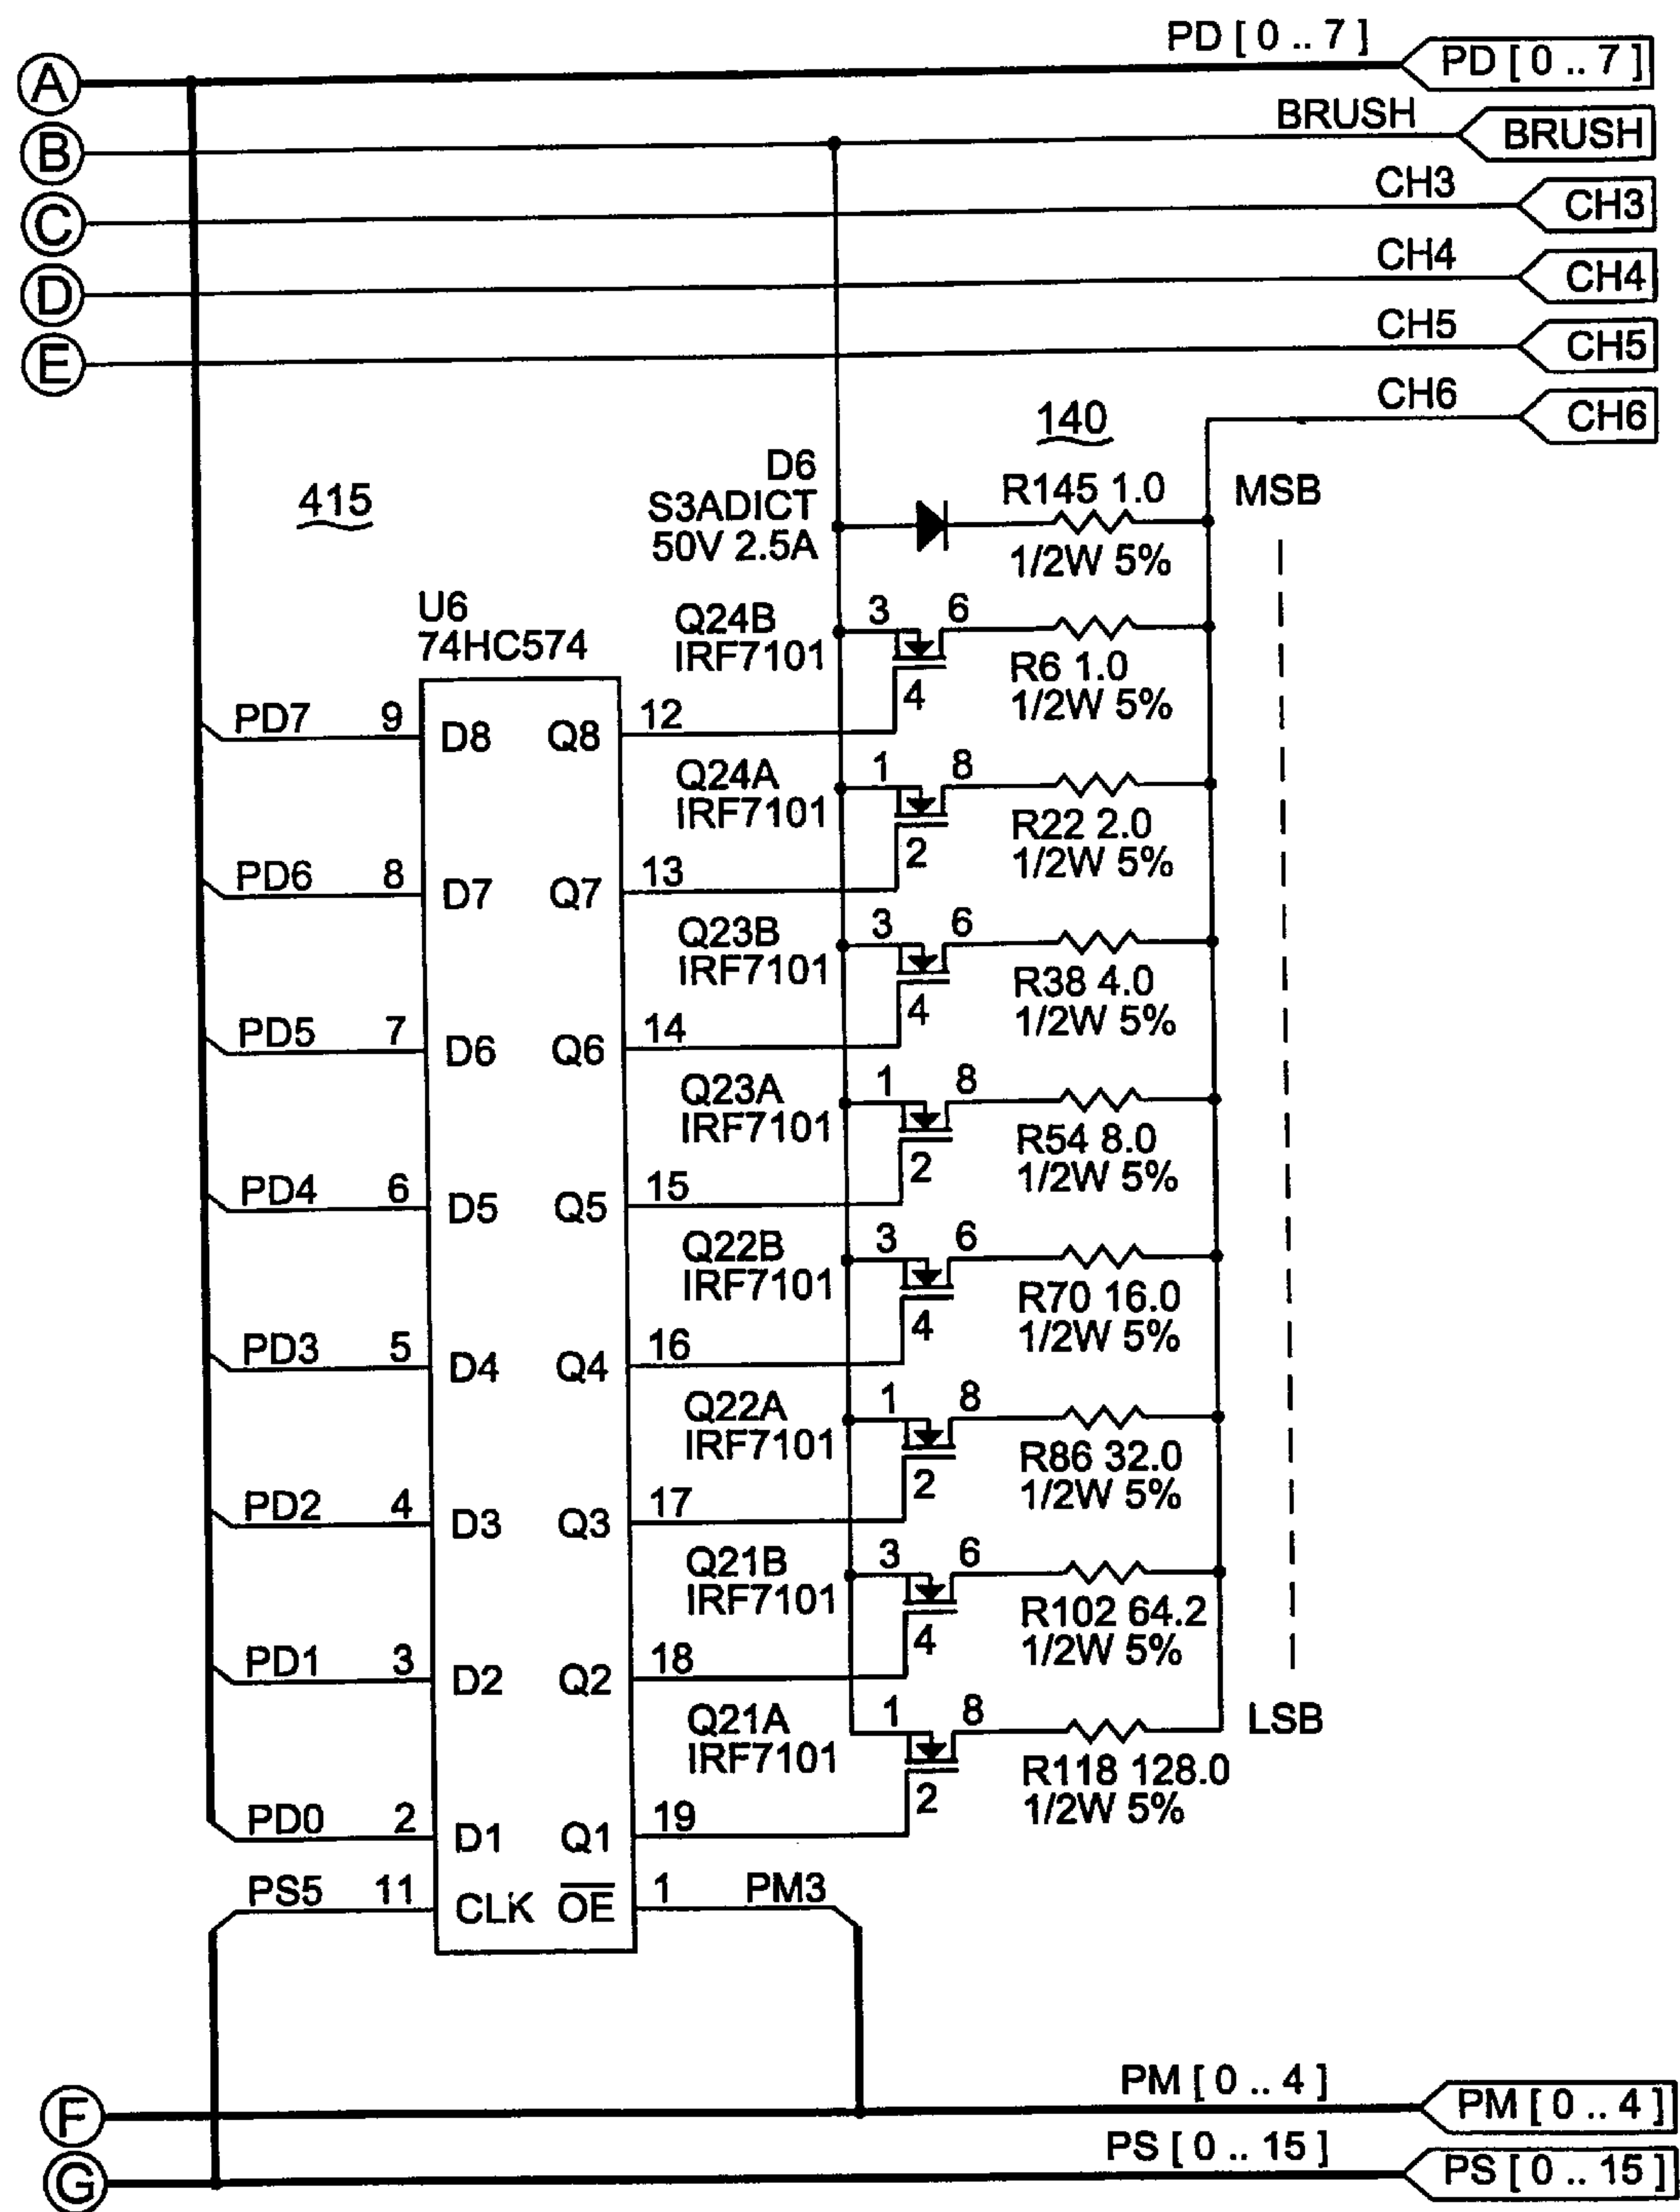 PD [ 0 .. 7 ]
A PD [ 0 .. 7 ]
BRUSH
B BRUSH
CH3
C CH3
CH4
D CH4
CH5
E CH5
CH6
CH6
140
D6
S3ADICT
50V 2.5A
R145 1.0
1/2W 5%
MSB
415
U6
74HC574
Q24B
IRF7101
3 6
4
R6 1.0
1/2W 5%
PD7 9 D8 Q8 12
Q24A
IRF7101
1 8
2
R22 2.0
1/2W 5%
PD6 8 D7 Q7 13
Q23B
IRF7101
3 6
4
R38 4.0
1/2W 5%
PD5 7 D6 Q6 14
Q23A
IRF7101
1 8
2
R54 8.0
1/2W 5%
PD4 6 D5 Q5 15
Q22B
IRF7101
3 6
4
R70 16.0
1/2W 5%
PD3 5 D4 Q4 16
Q22A
IRF7101
1 8
2
R86 32.0
1/2W 5%
PD2 4 D3 Q3 17
Q21B
IRF7101
3 6
4
R102 64.2
1/2W 5%
PD1 3 D2 Q2 18
Q21A
IRF7101
1 8
2
LSB
R118 128.0
1/2W 5%
PD0 2 D1 Q1 19
PS5 11 CLK OE 1 PM3
PM [ 0 .. 4 ]
F PM [ 0 .. 4 ]
PS [ 0 .. 15 ]
G PS [ 0 .. 15 ]